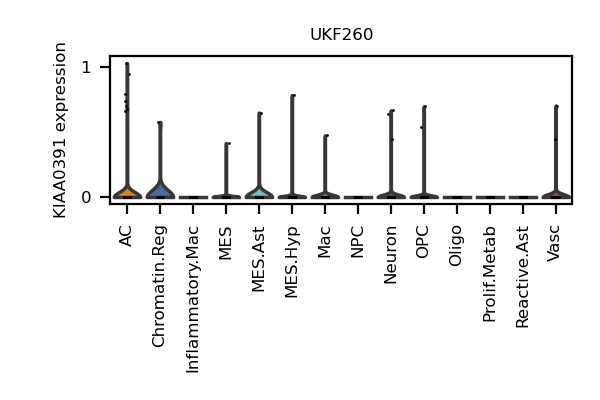 UKF260
KIAA0391 expression
1
0
AC
Chromatin.Reg
Inflammatory.Mac
MES
MES.Ast
MES.Hyp
Mac
NPC
Neuron
OPC
Oligo
Prolif.Metab
Reactive.Ast
Vasc